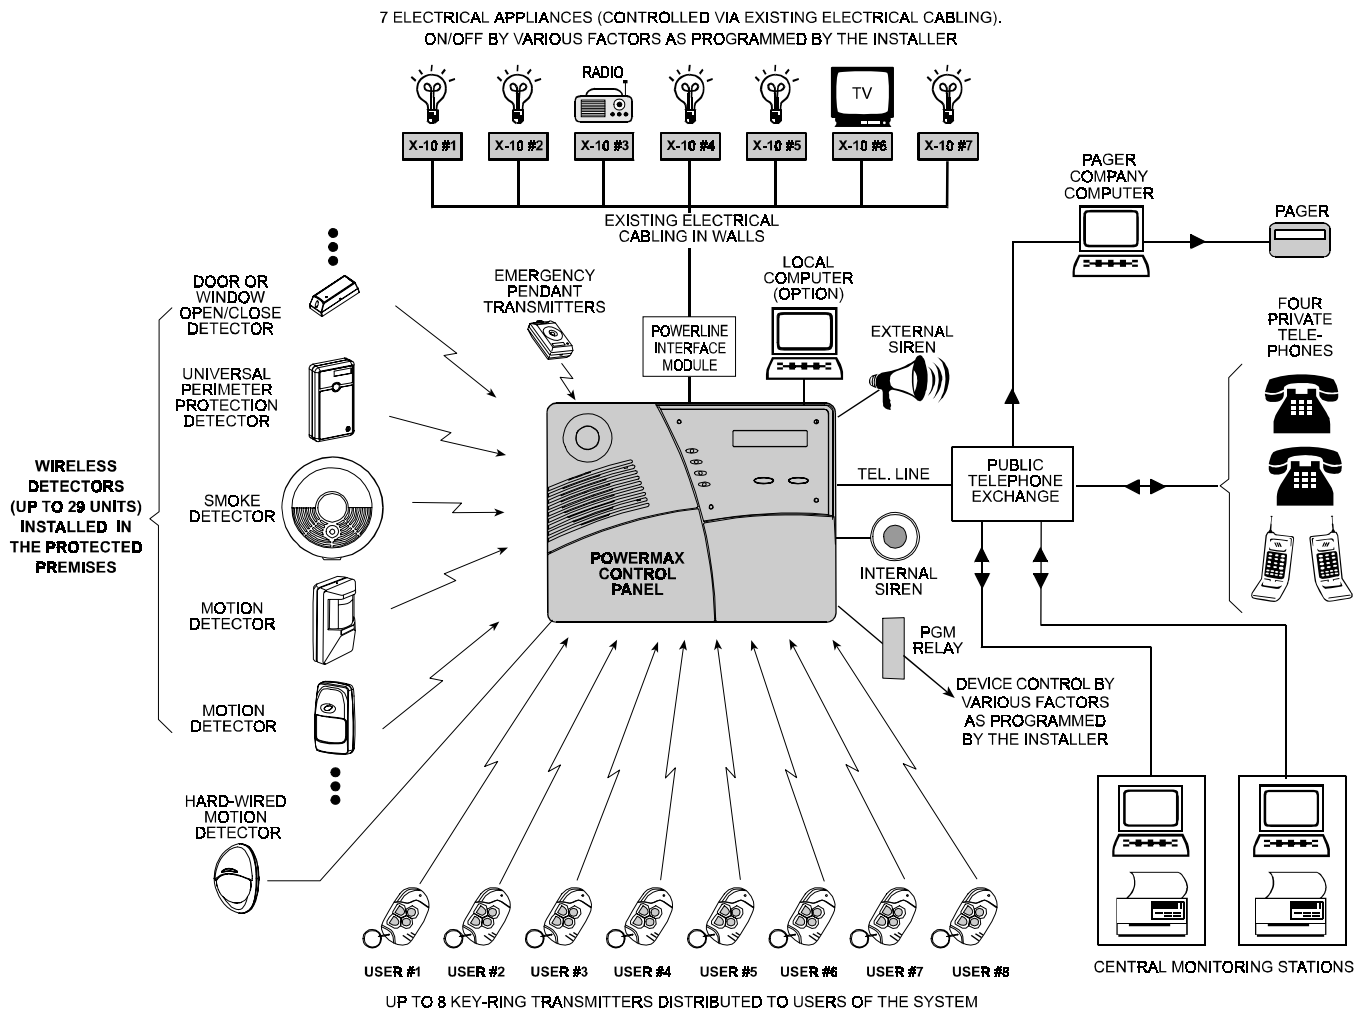 7 ELECTRICAL APPLIANCES (CONTROLLED VIA EXISTING ELECTRICAL CABLING).
ON/OFF BY VARIOUS FACTORS AS PROGRAMMED BY THE INSTALLER
RADIO
TV
X-10 #1
X-10 #2
X-10 #3
X-10 #4
X-10 #5
X-10 #6
X-10 #7
EXISTING ELECTRICAL
CABLING IN WALLS
PAGER
COMPANY
COMPUTER
PAGER
DOOR OR
WINDOW
OPEN/CLOSE
DETECTOR
EMERGENCY
PENDANT
TRANSMITTERS
POWERLINE
INTERFACE
MODULE
LOCAL
COMPUTER
(OPTION)
EXTERNAL
SIREN
FOUR
PRIVATE
TELE-
PHONES
UNIVERSAL
PERIMETER
PROTECTION
DETECTOR
WIRELESS
DETECTORS
(UP TO 29 UNITS)
INSTALLED IN
THE PROTECTED
PREMISES
SMOKE
DETECTOR
TEL. LINE
PUBLIC
TELEPHONE
EXCHANGE
POWERMAX
CONTROL
PANEL
INTERNAL
SIREN
MOTION
DETECTOR
PGM
RELAY
MOTION
DETECTOR
DEVICE CONTROL BY
VARIOUS FACTORS
AS PROGRAMMED
BY THE INSTALLER
HARD-WIRED
MOTION
DETECTOR
USER #1
USER #2
USER #3
USER #4
USER #5
USER #6
USER #7
USER #8
CENTRAL MONITORING STATIONS
UP TO 8 KEY-RING TRANSMITTERS DISTRIBUTED TO USERS OF THE SYSTEM